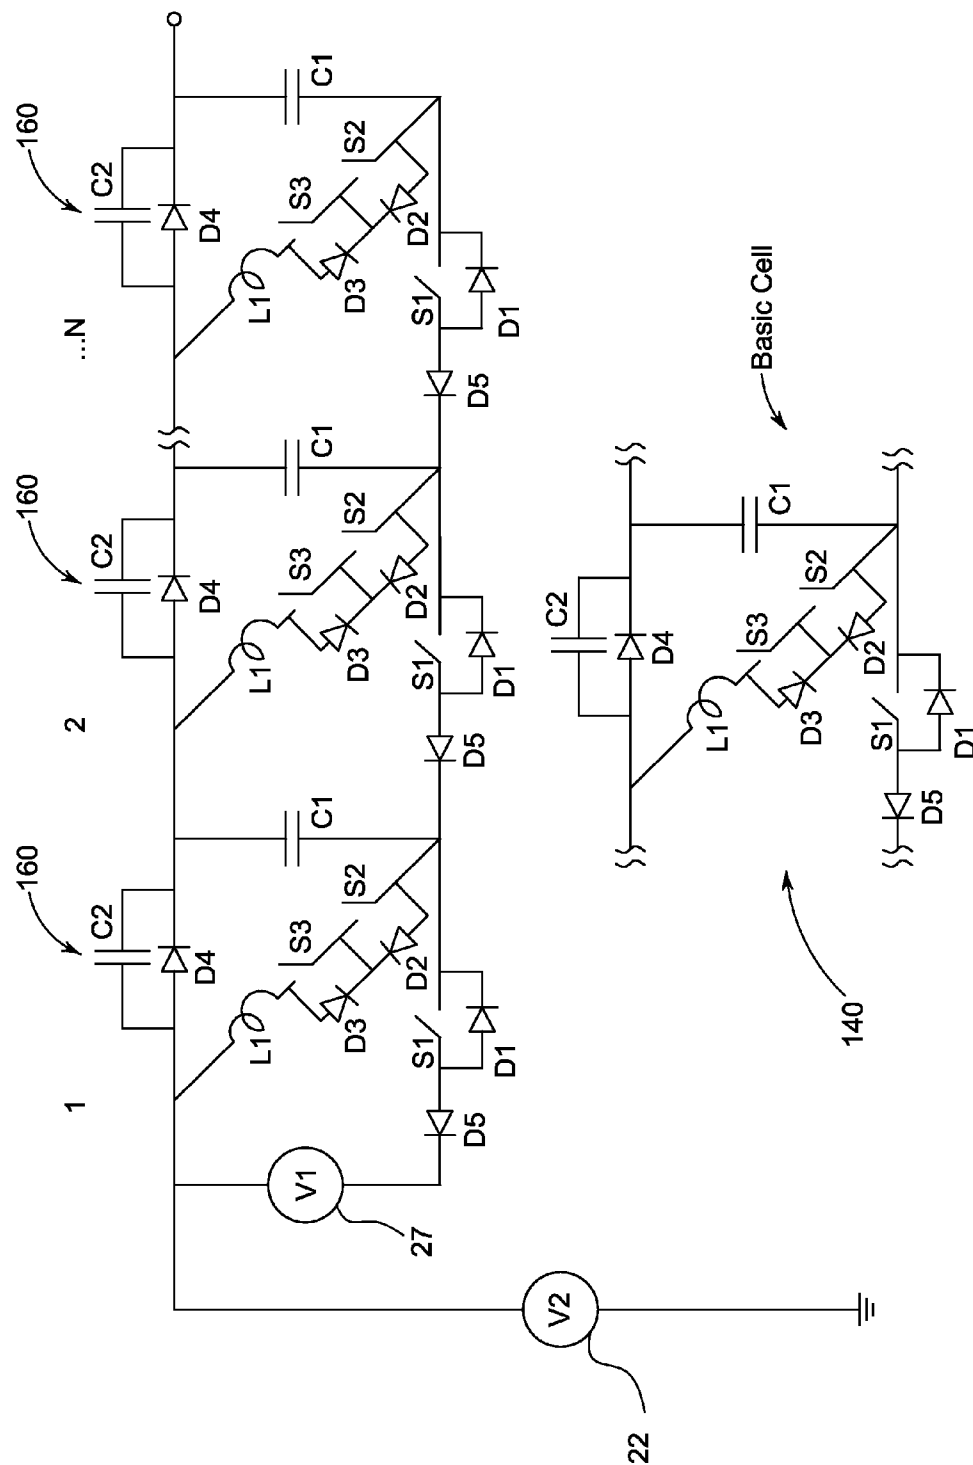 160
160
160
1
2
...N
C2
C2
C2
D4
D4
D4
L1
L1
L1
V1
S3
S3
S3
C1
C1
C1
D3
S2
D3
S2
D3
S2
27
S1
D2
S1
D2
S1
D2
D5
D5
D5
D1
D1
D1
V2
22
C2
D4
L1
Basic Cell
S3
C1
D3
S2
140
D2
S1
D5
D1